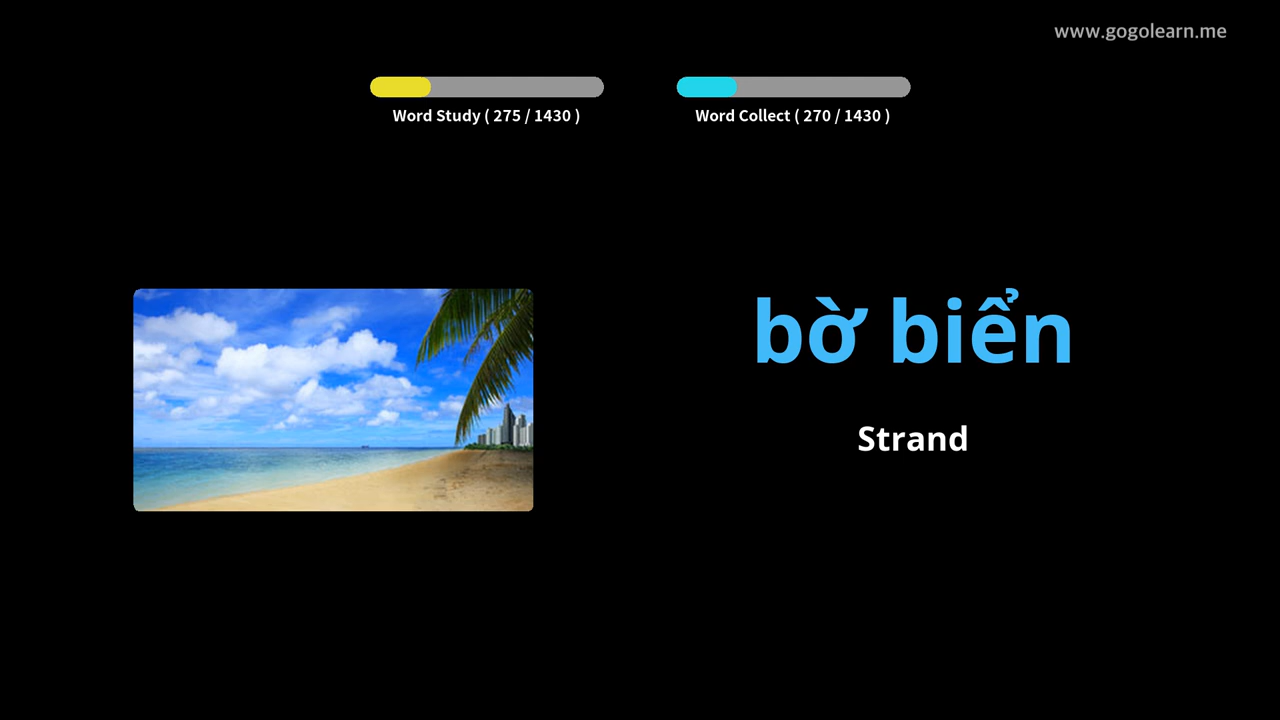 www.gogolearn.me
Word Study ( 275 / 1430 )
Word Collect ( 270 / 1430 )
bờ biển
Strand